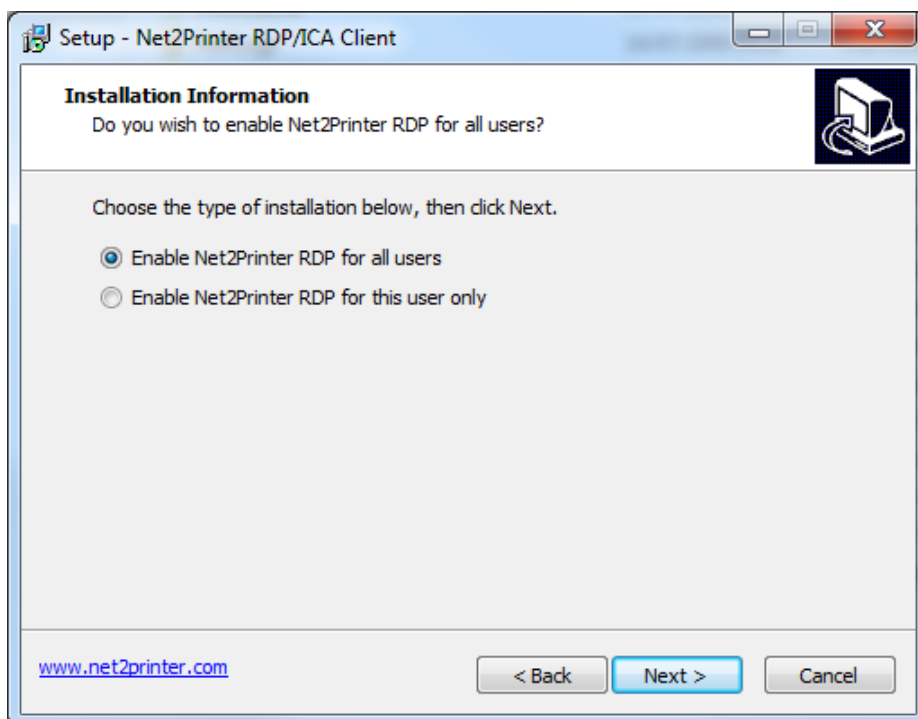 Setup - Net2Printer RDP/ICA Client
Installation Information
Do you wish to enable Net2Printer RDP for all users?
Choose the type of installation below, then click Next.
Enable Net2Printer RDP for all users
Enable Net2Printer RDP for this user only
www.net2printer.com
< Back
Next >
Cancel